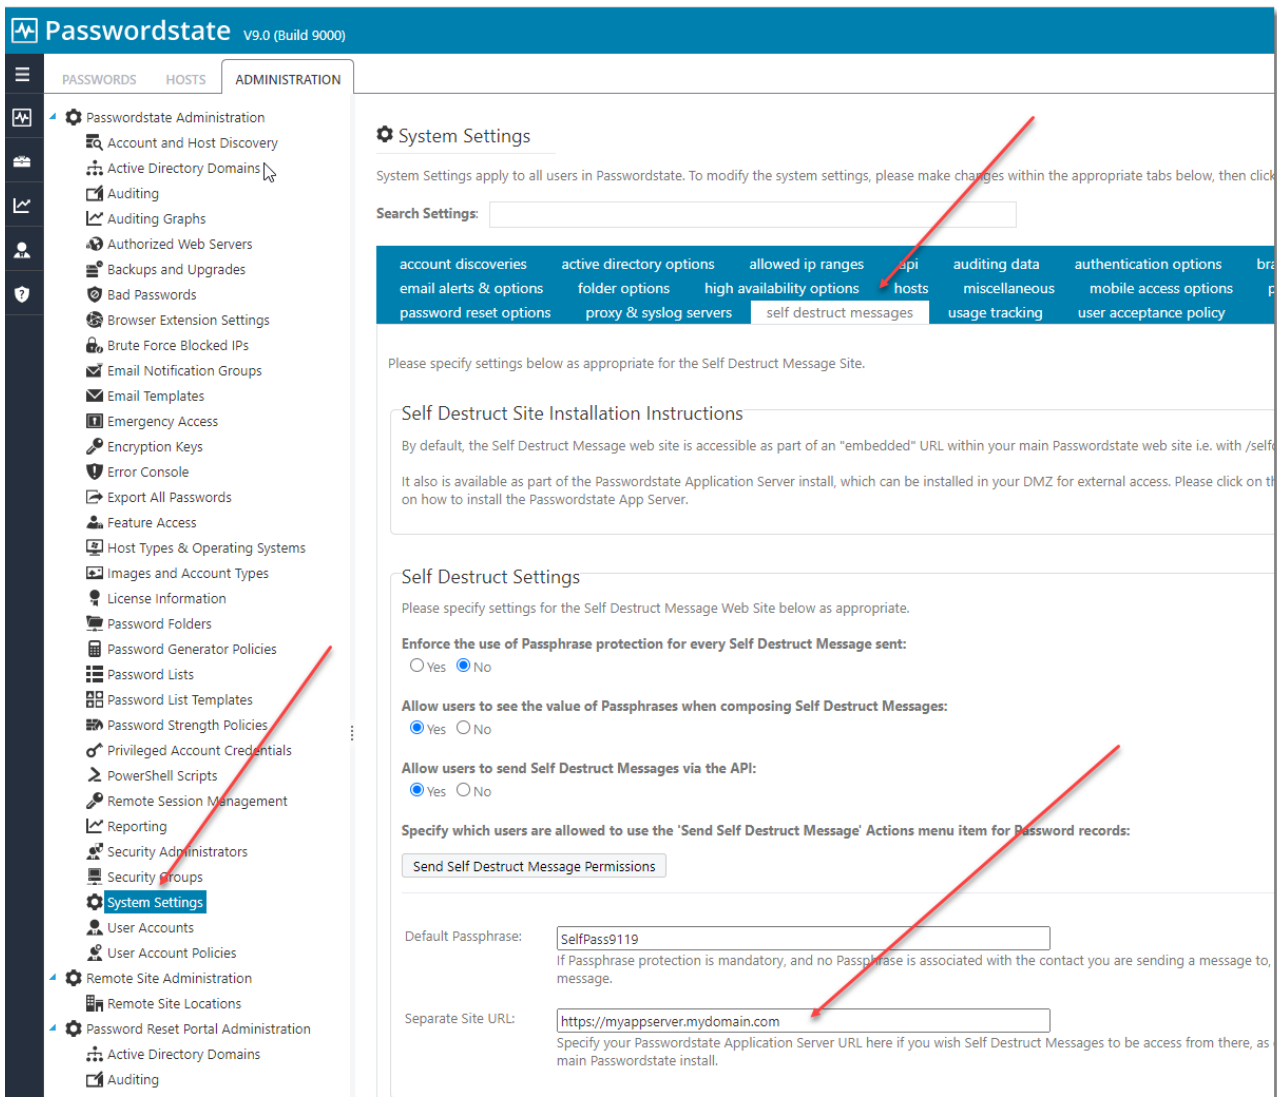 Passwordstate V9.0 (Build 9000)
PASSWORDS HOSTS ADMINISTRATION
Passwordstate Administration
Account and Host Discovery
Active Directory Domains
Auditing
Auditing Graphs
Authorized Web Servers
Backups and Upgrades
Bad Passwords
Browser Extension Settings
Brute Force Blocked IPs
Email Notification Groups
Email Templates
Emergency Access
Encryption Keys
Error Console
Export All Passwords
Feature Access
Host Types & Operating Systems
Images and Account Types
License Information
Password Folders
Password Generator Policies
Password Lists
Password List Templates
Password Strength Policies
Privileged Account Credentials
PowerShell Scripts
Remote Session Management
Reporting
Security Administrators
Security Groups
System Settings
User Accounts
User Account Policies
Remote Site Administration
Remote Site Locations
Password Reset Portal Administration
Active Directory Domains
Auditing
System Settings
System Settings apply to all users in Passwordstate. To modify the system settings, please make changes within the appropriate tabs below, then click
Search Settings:
account discoveries active directory options allowed ip ranges api auditing data authentication options bra
email alerts & options folder options high availability options hosts miscellaneous mobile access options p
password reset options proxy & syslog servers self destruct messages usage tracking user acceptance policy
Please specify settings below as appropriate for the Self Destruct Message Site.
Self Destruct Site Installation Instructions
By default, the Self Destruct Message web site is accessible as part of an "embedded" URL within your main Passwordstate web site i.e. with /selfd
It also is available as part of the Passwordstate Application Server install, which can be installed in your DMZ for external access. Please click on th
on how to install the Passwordstate App Server.
Self Destruct Settings
Please specify settings for the Self Destruct Message Web Site below as appropriate.
Enforce the use of Passphrase protection for every Self Destruct Message sent:
Yes No
Allow users to see the value of Passphrases when composing Self Destruct Messages:
Yes No
Allow users to send Self Destruct Messages via the API:
Yes No
Specify which users are allowed to use the 'Send Self Destruct Message' Actions menu item for Password records:
Send Self Destruct Message Permissions
Default Passphrase: SelfPass9119
If Passphrase protection is mandatory, and no Passphrase is associated with the contact you are sending a message to,
message.
Separate Site URL: https://myappserver.mydomain.com
Specify your Passwordstate Application Server URL here if you wish Self Destruct Messages to be access from there, as
main Passwordstate install.